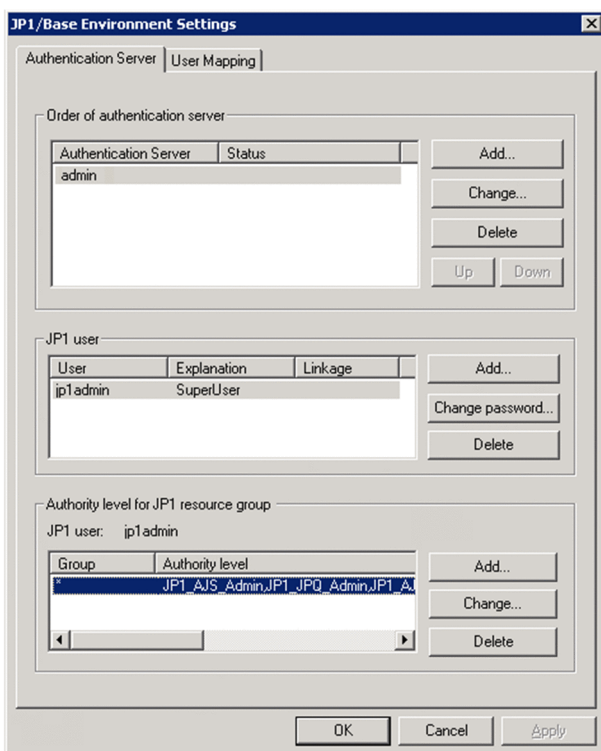 JP1/Base Environment Settings
Authentication Server User Mapping
Order of authentication server
Authentication Server Status
admin
Add...
Change...
Delete
Up Down
JP1 user
User Explanation Linkage
jp1admin SuperUser
Add...
Change password...
Delete
Authority level for JP1 resource group
JP1 user: jp1admin
Group Authority level
* JP1_AJS_Admin,JP1_JPQ_Admin,JP1_AJ
Add...
Change...
Delete
OK Cancel Apply